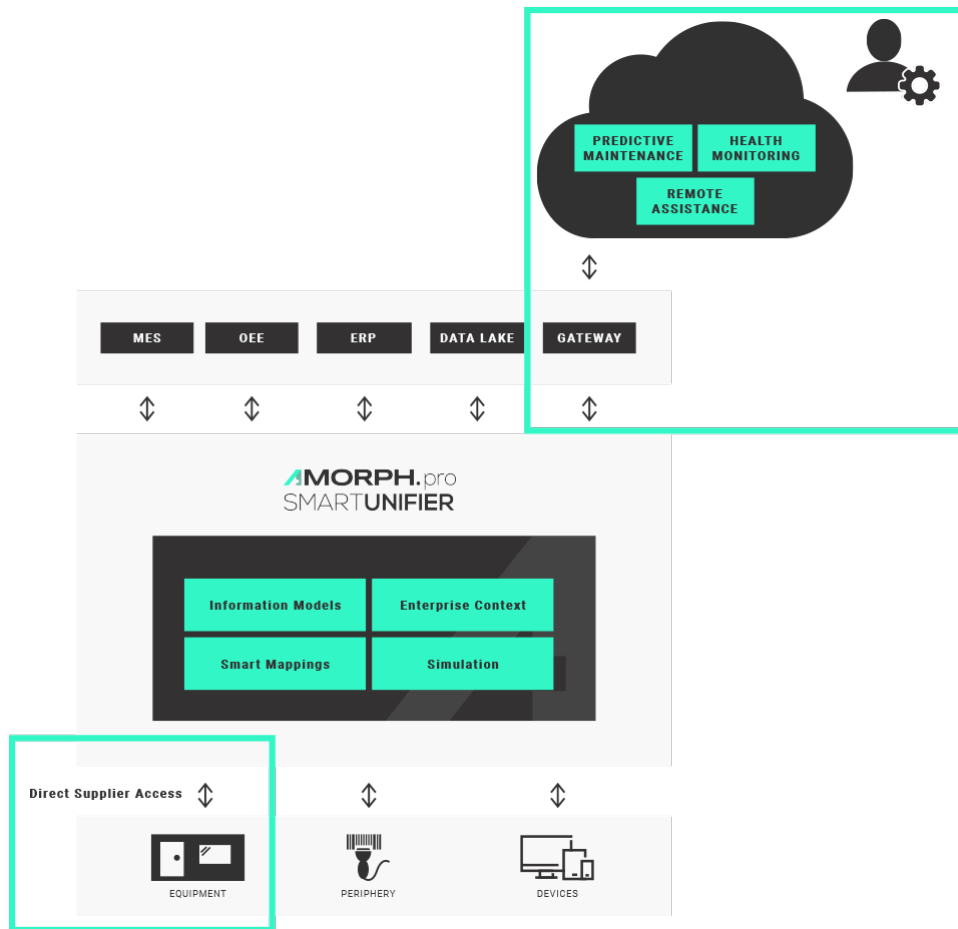 PREDICTIVE
MAINTENANCE
HEALTH
MONITORING
REMOTE
ASSISTANCE
MES
OEE
ERP
DATA LAKE
GATEWAY
AMORPH.pro
SMARTUNIFIER
Information Models
Enterprise Context
Smart Mappings
Simulation
Direct Supplier Access
EQUIPMENT
PERIPHERY
DEVICES